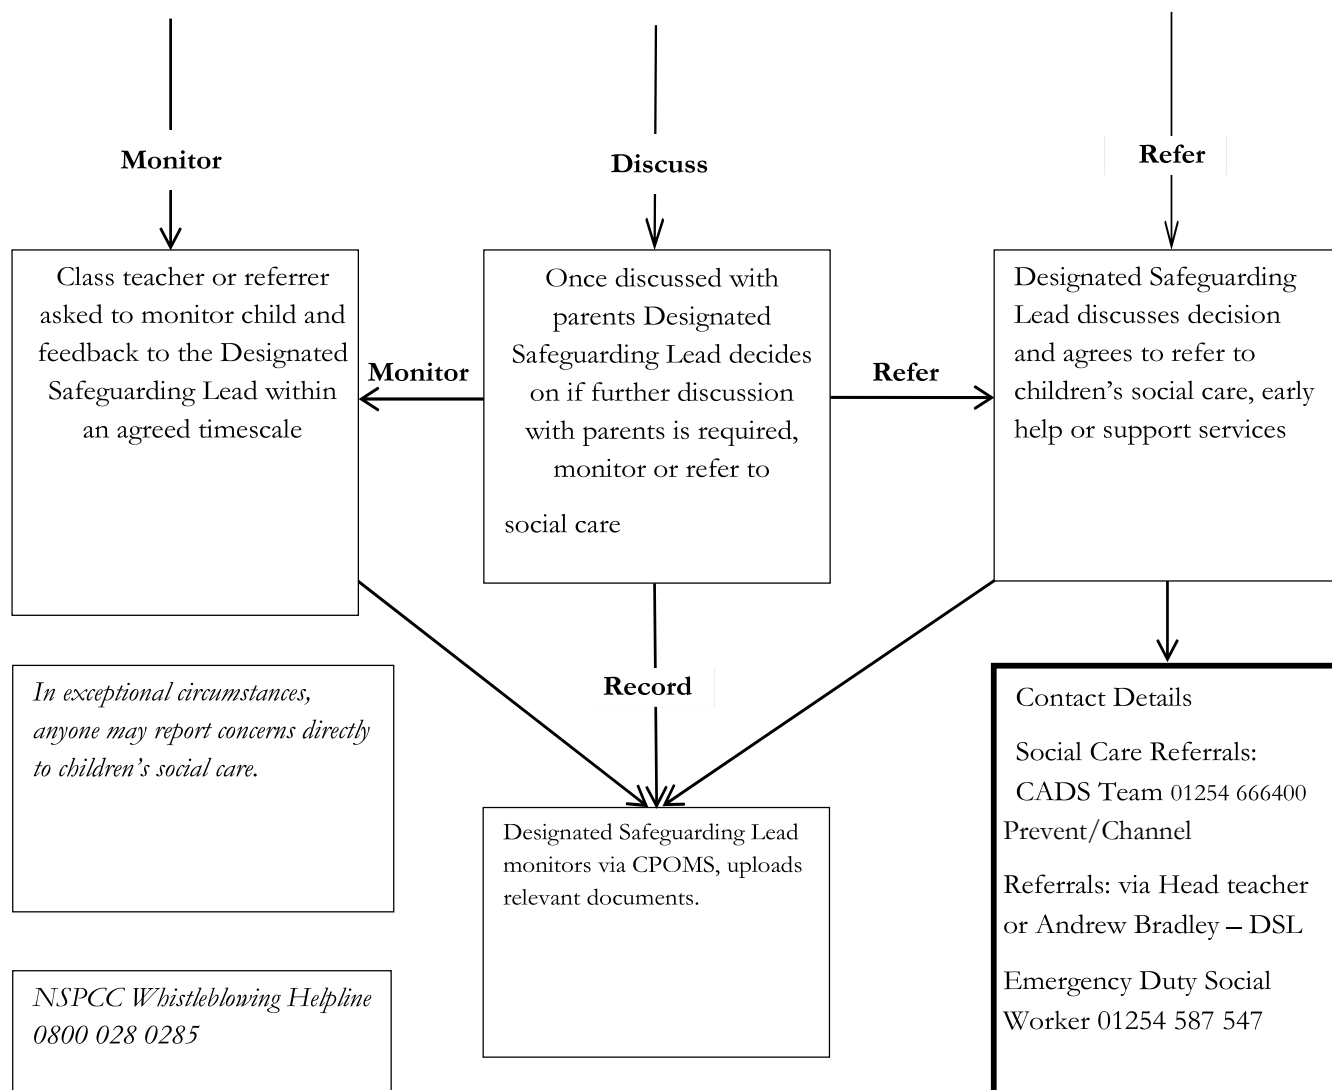 Monitor
Discuss
Refer
Class teacher or referrer
asked to monitor child and
feedback to the Designated
Safeguarding Lead within
an agreed timescale
Monitor
Once discussed with
parents Designated
Safeguarding Lead decides
on if further discussion
with parents is required,
monitor or refer to
social care
Refer
Designated Safeguarding
Lead discusses decision
and agrees to refer to
children’s social care, early
help or support services
In exceptional circumstances,
anyone may report concerns directly
to children’s social care.
Record
Contact Details
Social Care Referrals:
CADS Team 01254 666400
Prevent/Channel
Referrals: via Head teacher
or Andrew Bradley – DSL
Emergency Duty Social
Worker 01254 587 547
Designated Safeguarding Lead
monitors via CPOMS, uploads
relevant documents.
NSPCC Whistleblowing Helpline
0800 028 0285